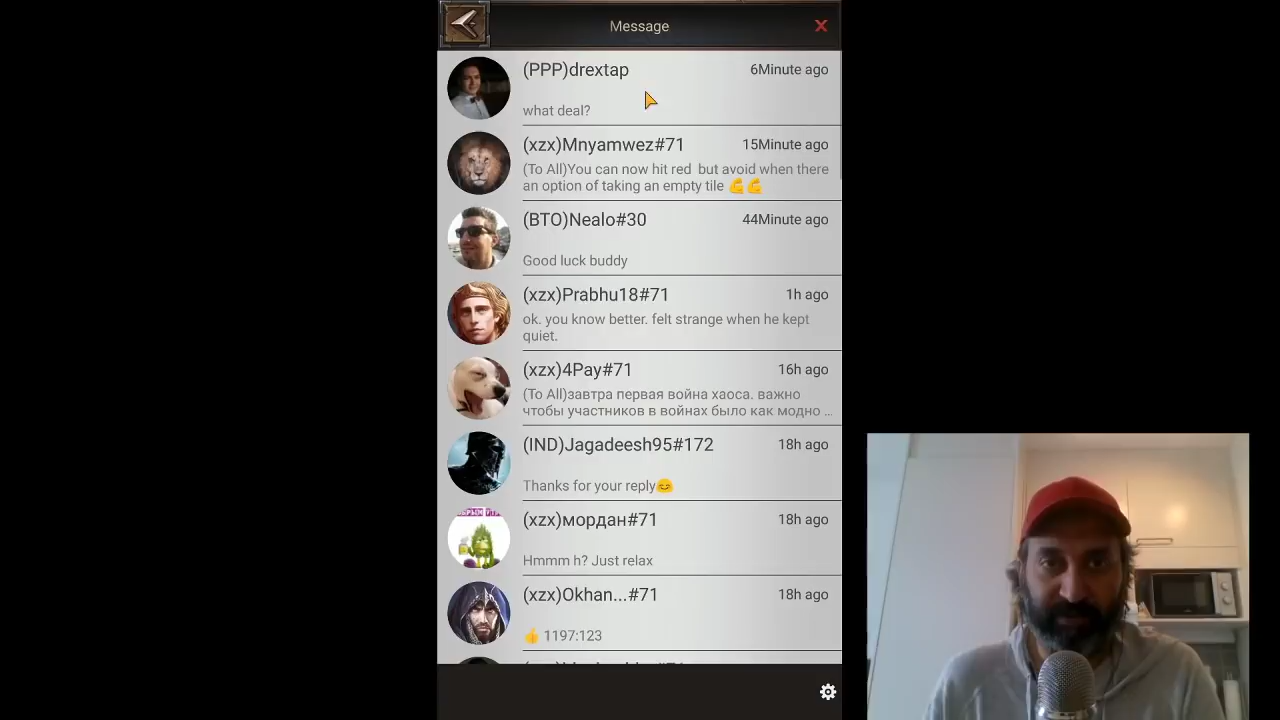 Message
(PPP)drextap
6Minute ago
what deal?
(xzx)Mnyamwez#71
15Minute ago
(To All)You can now hit red but avoid when there
an option of taking an empty tile 💪💪
(BTO)Nealo#30
44Minute ago
Good luck buddy
(xzx)Prabhu18#71
1h ago
ok. you know better. felt strange when he kept
quiet.
(xzx)4Pay#71
16h ago
(To All)завтра первая война хаоса. важно
чтобы участников в войнах было как модно ...
(IND)Jagadeesh95#172
18h ago
Thanks for your reply😊
(xzx)мордан#71
18h ago
Hmmm h? Just relax
(xzx)Okhan...#71
18h ago
👍 1197:123